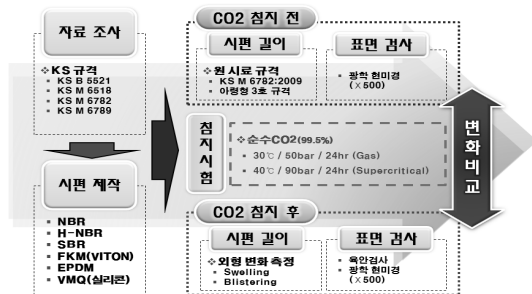 자료 조사
❖KS 규격
▪ KS B 5521
▪ KS M 6518
▪ KS M 6782
▪ KS M 6789
시편 제작
▪ NBR
▪ H-NBR
▪ SBR
▪ FKM(VITON)
▪ EPDM
▪ VMQ(실리콘)
CO2 침지 전
시편 길이
❖원 시료 규격
▪ KS M 6782:2009
▪ 아령형 3호 규격
표면 검사
▪ 광학 현미경
(X500)
침지시험
❖순수CO2(99.5%)
▪ 30℃ / 50bar / 24hr (Gas)
▪ 40℃ / 90bar / 24hr (Supercritical)
CO2 침지 후
시편 길이
❖외형 변화 측정
▪ Swelling
▪ Blistering
표면 검사
▪ 육안검사
▪ 광학 현미경
(X500)
변화비교